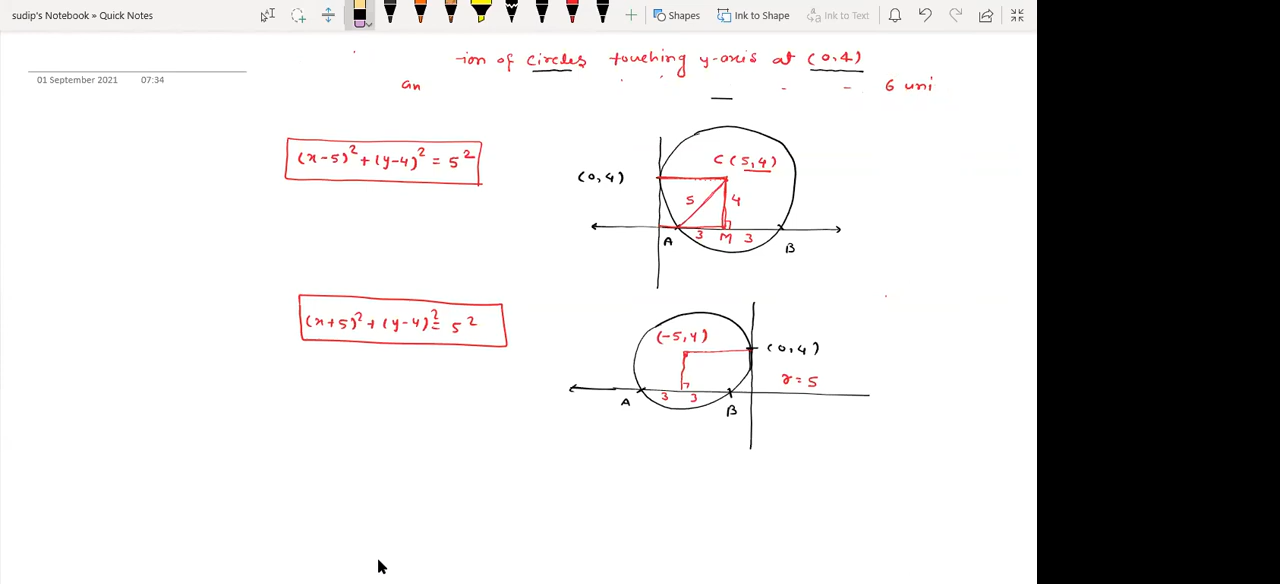 sudip's Notebook » Quick Notes
Shapes Ink to Shape Ink to Text
ion of circles touching y-axis at (0,4)
01 September 2021 07:34
an 6 uni
(x-5)² + (y-4)² = 5²
C (5,4)
(0,4)
5 4
A 3 M 3 B
(x+5)² + (y-4)² = 5²
(-5,4)
(0,4)
r = 5
3 3
A B